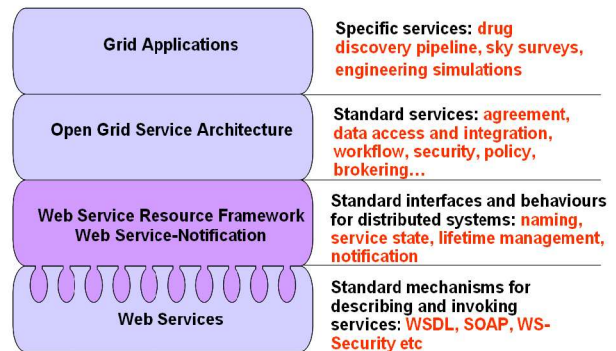 Grid Applications
Specific services: drug
discovery pipeline, sky surveys,
engineering simulations
Open Grid Service Architecture
Standard services: agreement,
data access and integration,
workflow, security, policy,
brokering...
Web Service Resource Framework
Web Service-Notification
Standard interfaces and behaviours
for distributed systems: naming,
service state, lifetime management,
notification
Web Services
Standard mechanisms for
describing and invoking
services: WSDL, SOAP, WS-
Security etc